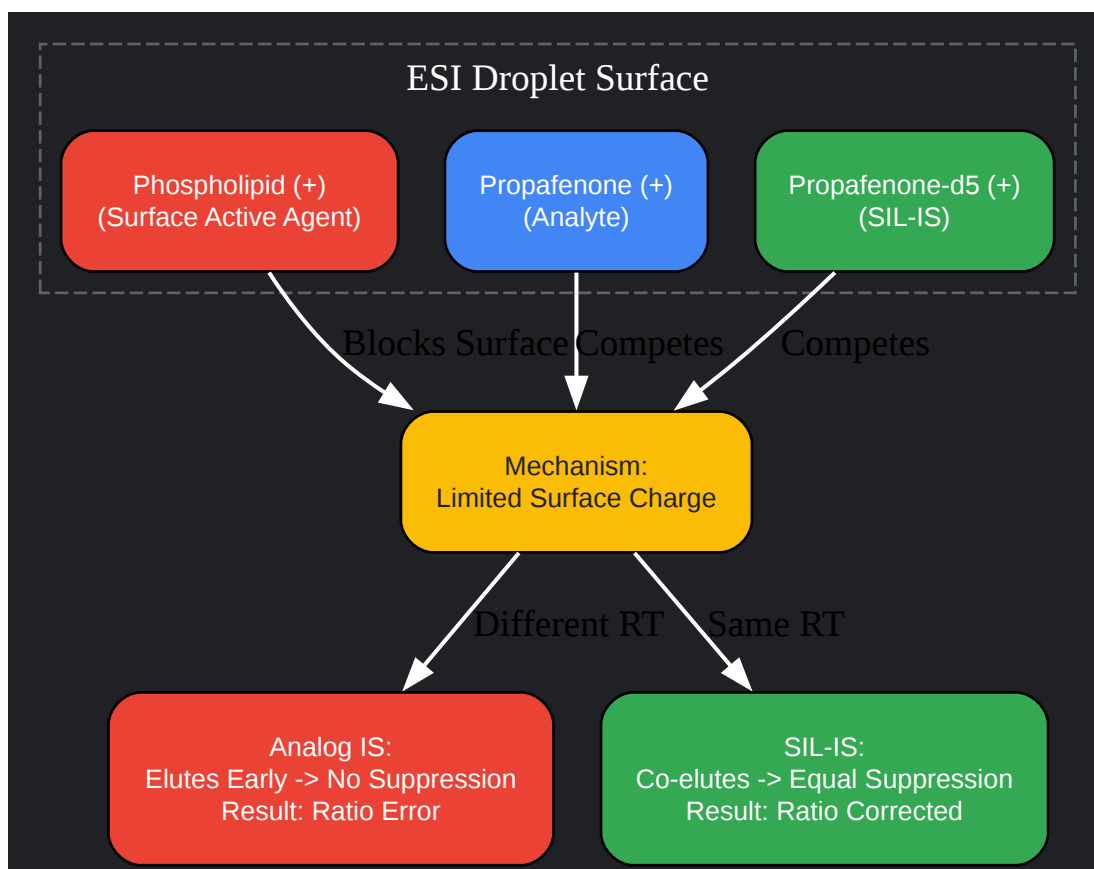 ESI Droplet Surface
Phospholipid (+)
(Surface Active Agent)
Propafenone (+)
(Analyte)
Propafenone-d5 (+)
(SIL-IS)
Blocks Surface
Competes
Competes
Mechanism:
Limited Surface Charge
Different RT
Same RT
Analog IS:
Elutes Early -> No Suppression
Result: Ratio Error
SIL-IS:
Co-elutes -> Equal Suppression
Result: Ratio Corrected